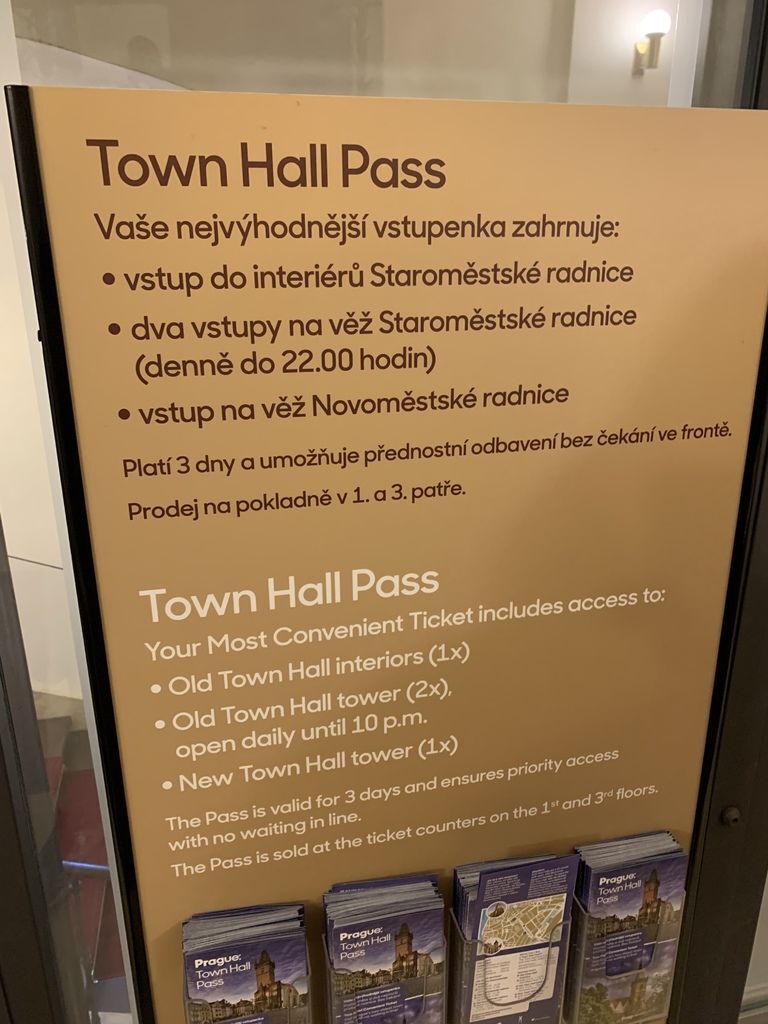 Town Hall Pass
Vaše nejvýhodnější vstupenka zahrnuje:
• vstup do interiérů Staroměstské radnice
• dva vstupy na věž Staroměstské radnice
(denně do 22.00 hodin)
• vstup na věž Novoměstské radnice
Platí 3 dny a umožňuje přednostní odbavení bez čekání ve frontě.
Prodej na pokladně v 1. a 3. patře.
Town Hall Pass
Your Most Convenient Ticket includes access to:
• Old Town Hall interiors (1x)
• Old Town Hall tower (2x),
open daily until 10 p.m.
• New Town Hall tower (1x)
The Pass is valid for 3 days and ensures priority access
with no waiting in line.
The Pass is sold at the ticket counters on the 1st and 3rd floors.
Prague:
Town Hall
Pass
Prague:
Town Hall
Pass
Prague:
Town Hall
Pass